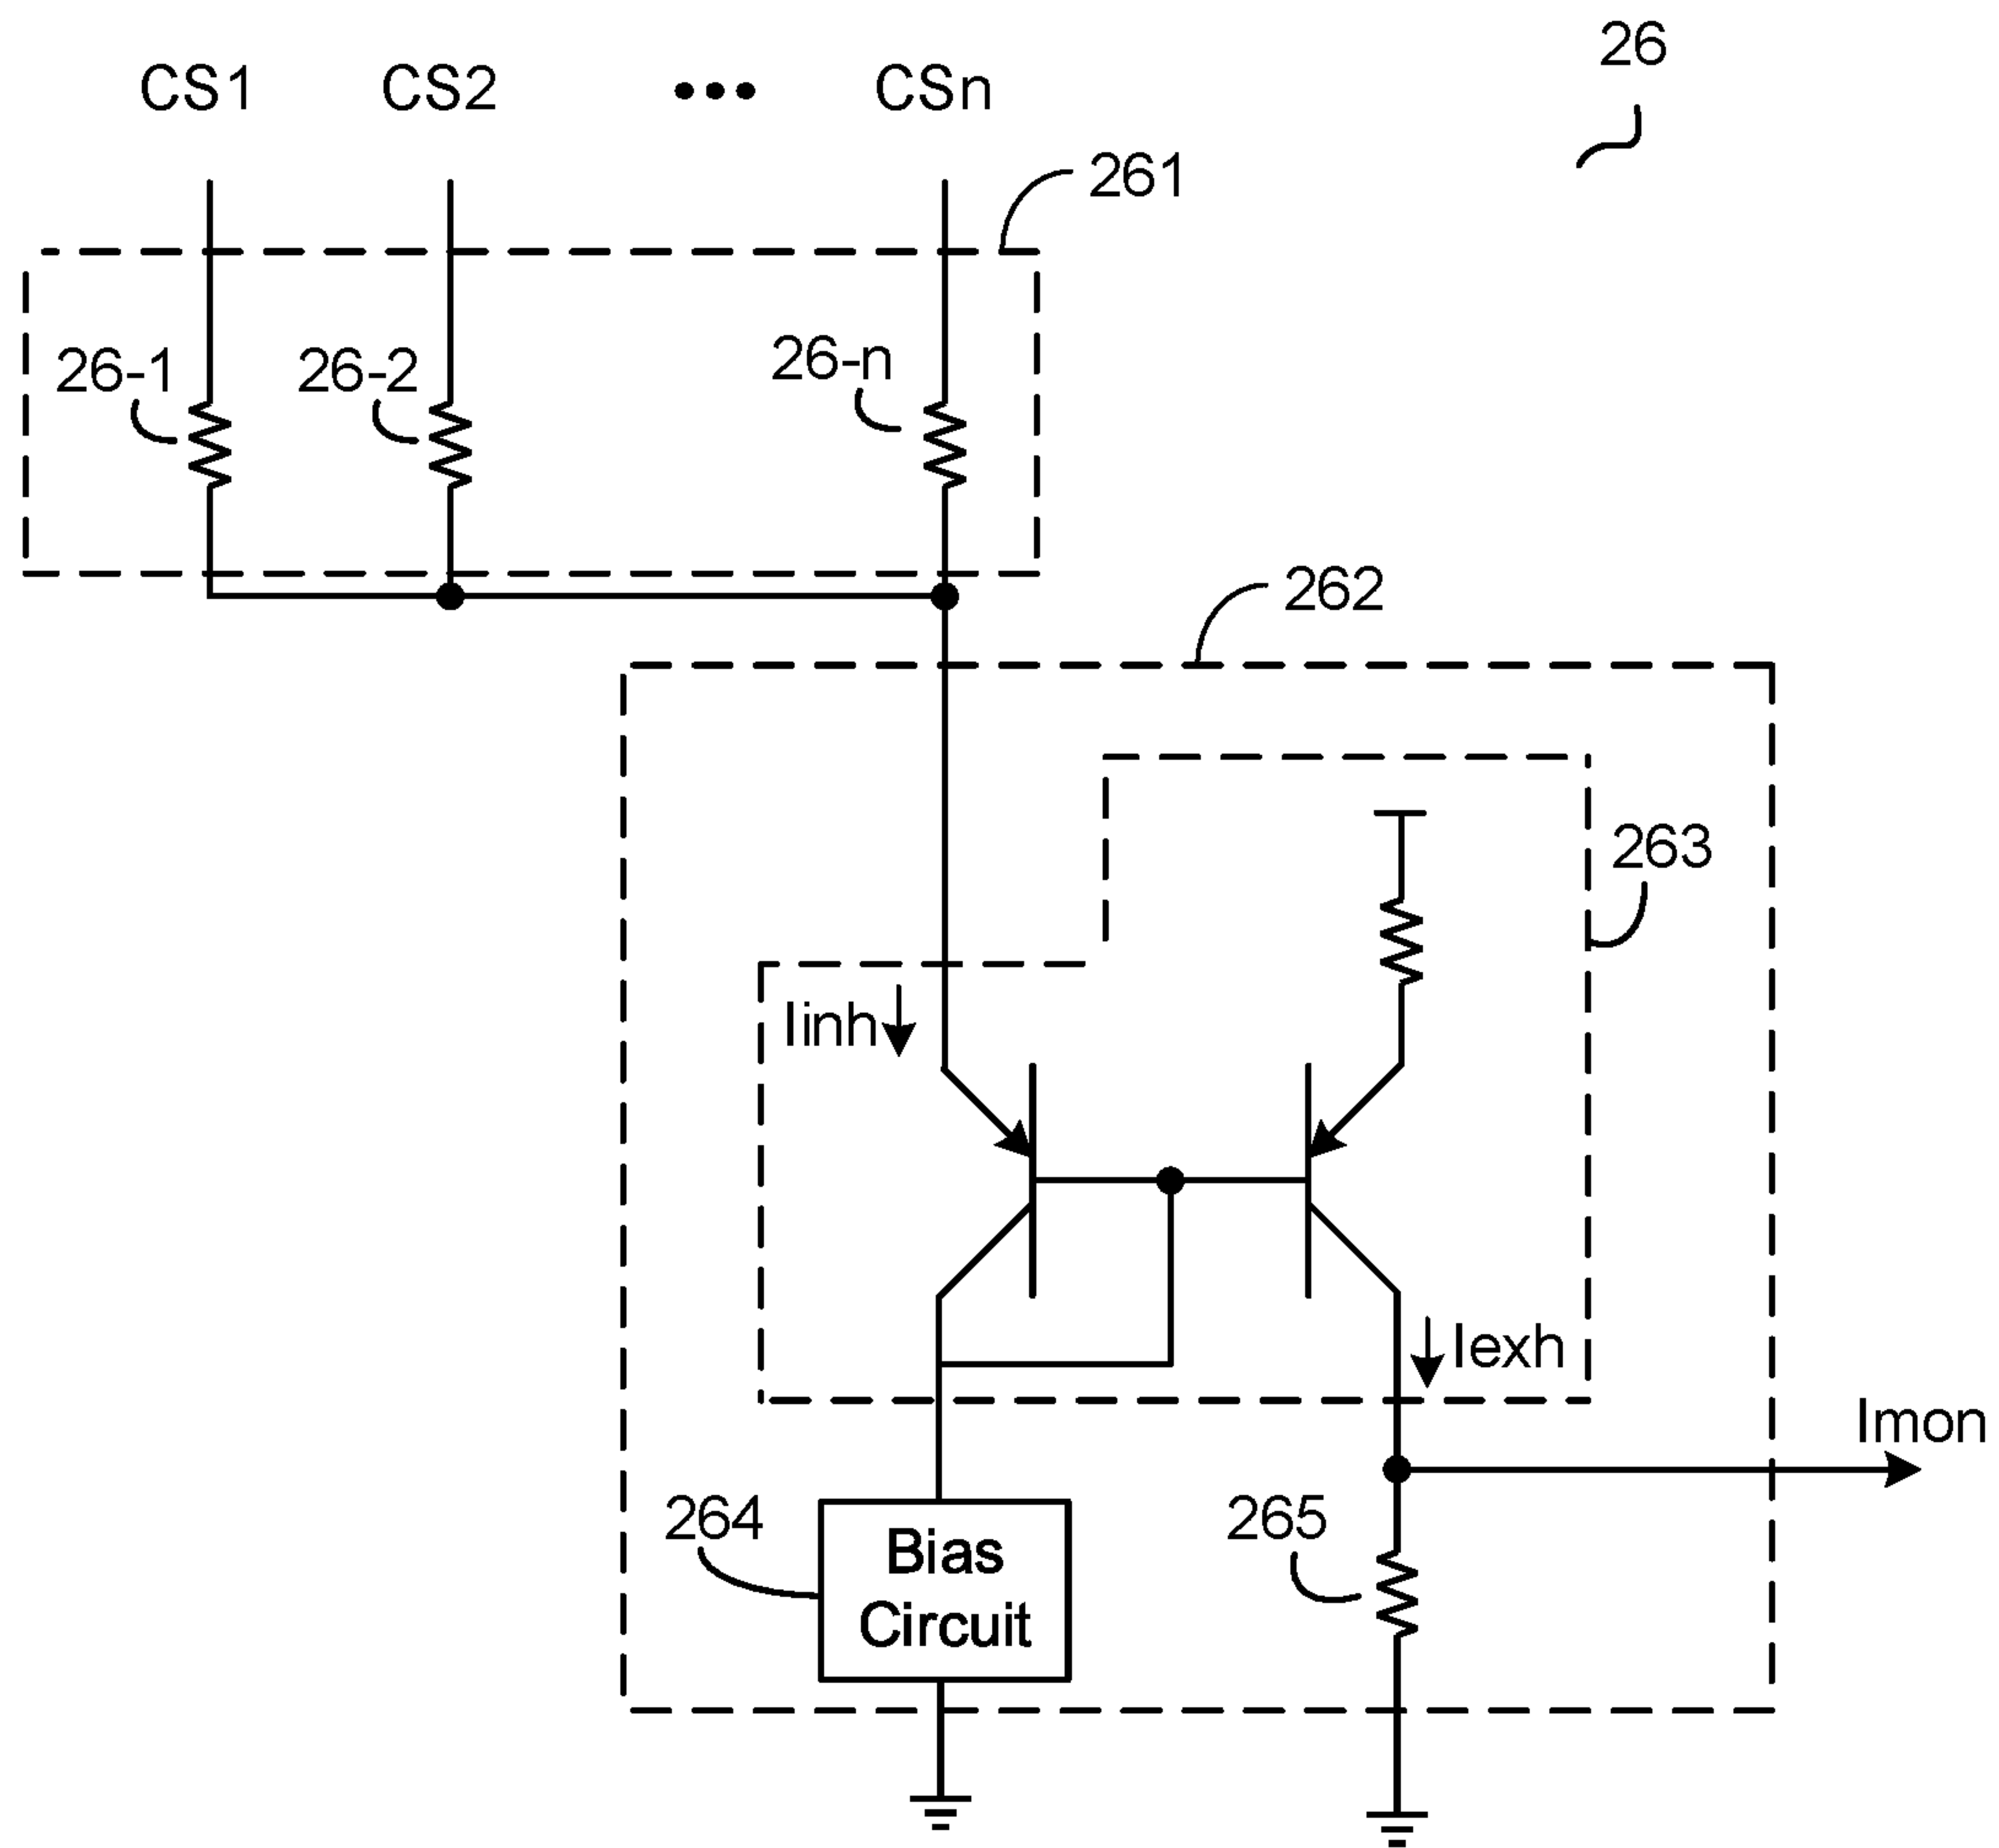 26
CS1 CS2 ••• CSn
261
26-1 26-2 26-n
262
263
Iinh
Iexh
Imon
264 265
Bias
Circuit